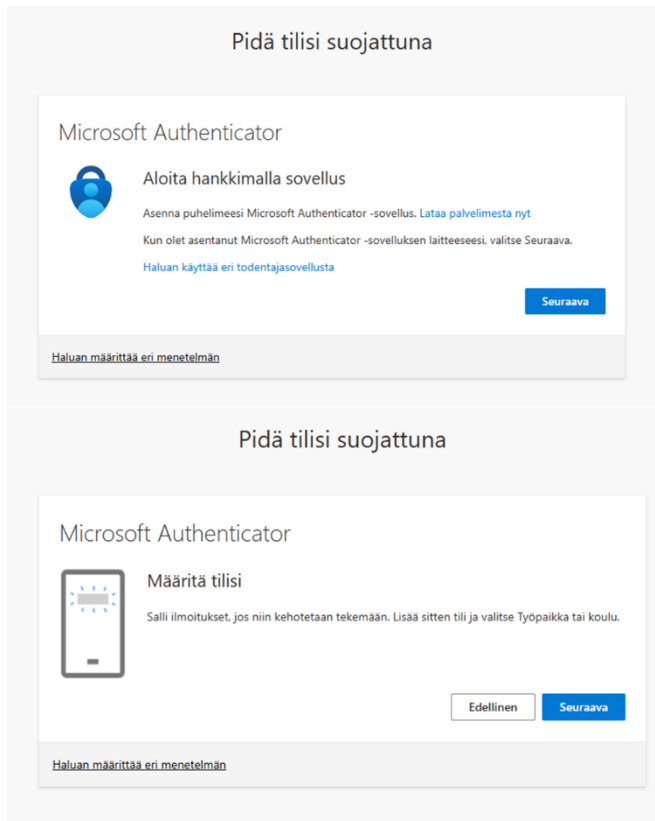 Pidä tilisi suojattuna
Microsoft Authenticator
Aloita hankkimalla sovellus
Asenna puhelimeesi Microsoft Authenticator -sovellus. Lataa palvelimesta nyt
Kun olet asentanut Microsoft Authenticator -sovelluksen laitteeseesi, valitse Seuraava.
Haluan käyttää eri todentajasovellusta
Seuraava
Haluan määrittää eri menetelmän
Pidä tilisi suojattuna
Microsoft Authenticator
Määritä tilisi
Salli ilmoitukset, jos niin kehotetaan tekemään. Lisää sitten tili ja valitse Työpaikka tai koulu.
Edellinen Seuraava
Haluan määrittää eri menetelmän